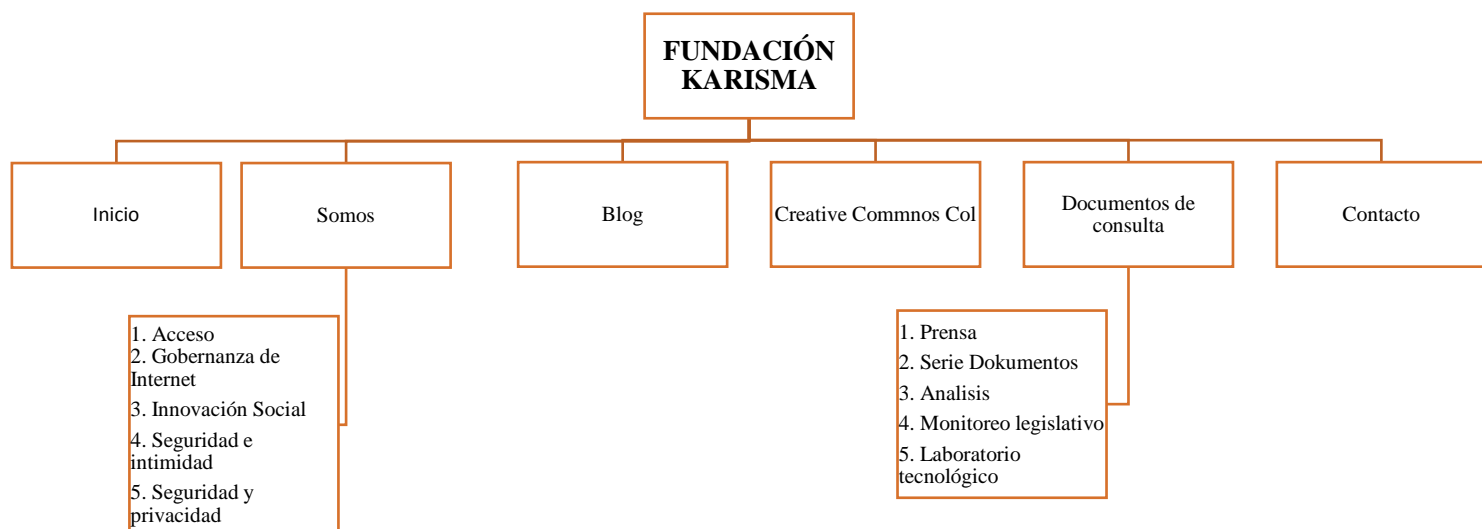 FUNDACIÓN
KARISMA
Inicio
Somos
Blog
Creative Commnos Col
Documentos de
consulta
Contacto
1. Acceso
2. Gobernanza de
Internet
3. Innovación Social
4. Seguridad e
intimidad
5. Seguridad y
privacidad
1. Prensa
2. Serie Dokumentos
3. Analisis
4. Monitoreo legislativo
5. Laboratorio
tecnológico